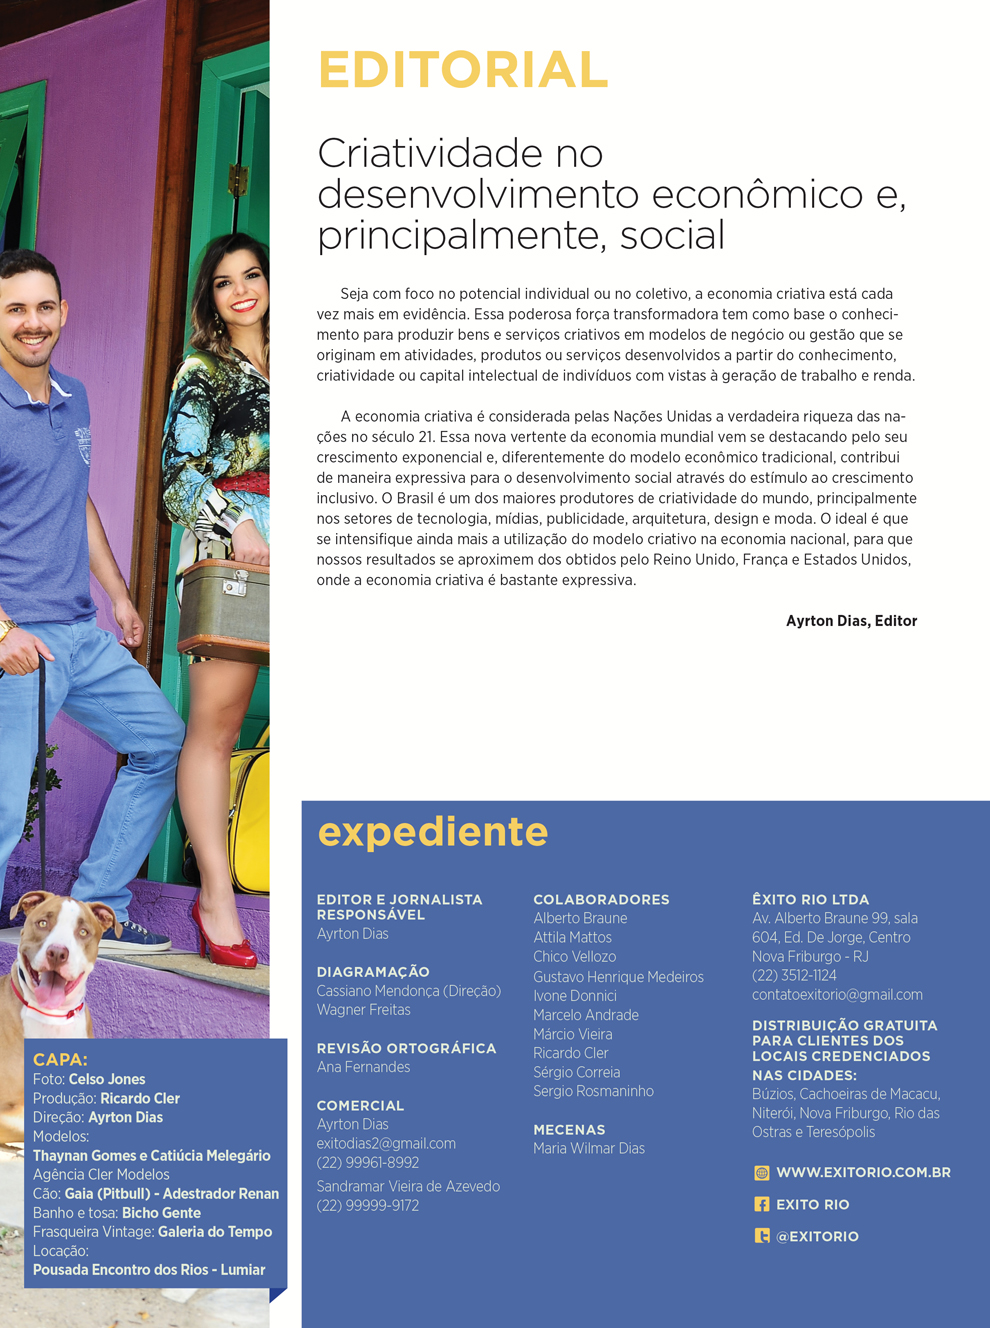 EDITORIAL
Criatividade no
desenvolvimento econômico e,
principalmente, social
Seja com foco no potencial individual ou no coletivo, a economia criativa está cada
vez mais em evidência. Essa poderosa força transformadora tem como base o conheci-
mento para produzir bens e serviços criativos em modelos de negócio ou gestão que se
originam em atividades, produtos ou serviços desenvolvidos a partir do conhecimento,
criatividade ou capital intelectual de indivíduos com vistas à geração de trabalho e renda.
A economia criativa é considerada pelas Nações Unidas a verdadeira riqueza das na-
ções no século 21. Essa nova vertente da economia mundial vem se destacando pelo seu
crescimento exponencial e, diferentemente do modelo econômico tradicional, contribui
de maneira expressiva para o desenvolvimento social através do estímulo ao crescimento
inclusivo. O Brasil é um dos maiores produtores de criatividade do mundo, principalmente
nos setores de tecnologia, mídias, publicidade, arquitetura, design e moda. O ideal é que
se intensifique ainda mais a utilização do modelo criativo na economia nacional, para que
nossos resultados se aproximem dos obtidos pelo Reino Unido, França e Estados Unidos,
onde a economia criativa é bastante expressiva.
Ayrton Dias, Editor
expediente
EDITOR E JORNALISTA
RESPONSÁVEL
Ayrton Dias
DIAGRAMAÇÃO
Cassiano Mendonça (Direção)
Wagner Freitas
REVISÃO ORTOGRÁFICA
Ana Fernandes
COMERCIAL
Ayrton Dias
exitodias2@gmail.com
(22) 99961-8992
Sandramar Vieira de Azevedo
(22) 99999-9172
COLABORADORES
Alberto Braune
Attila Mattos
Chico Vellozo
Gustavo Henrique Medeiros
Ivone Donnici
Marcelo Andrade
Márcio Vieira
Ricardo Cler
Sérgio Correia
Sergio Rosmaninho
MECENAS
Maria Wilmar Dias
ÊXITO RIO LTDA
Av. Alberto Braune 99, sala
604, Ed. De Jorge, Centro
Nova Friburgo - RJ
(22) 3512-1124
contatoexitorio@gmail.com
DISTRIBUIÇÃO GRATUITA
PARA CLIENTES DOS
LOCAIS CREDENCIADOS
NAS CIDADES:
Búzios, Cachoeiras de Macacu,
Niterói, Nova Friburgo, Rio das
Ostras e Teresópolis
WWW.EXITORIO.COM.BR
EXITO RIO
@EXITORIO
CAPA:
Foto: Celso Jones
Produção: Ricardo Cler
Direção: Ayrton Dias
Modelos:
Thaynan Gomes e Catiúcia Melegário
Agência Cler Modelos
Cão: Gaia (Pitbull) - Adestrador Renan
Banho e tosa: Bicho Gente
Frasqueira Vintage: Galeria do Tempo
Locação:
Pousada Encontro dos Rios - Lumiar